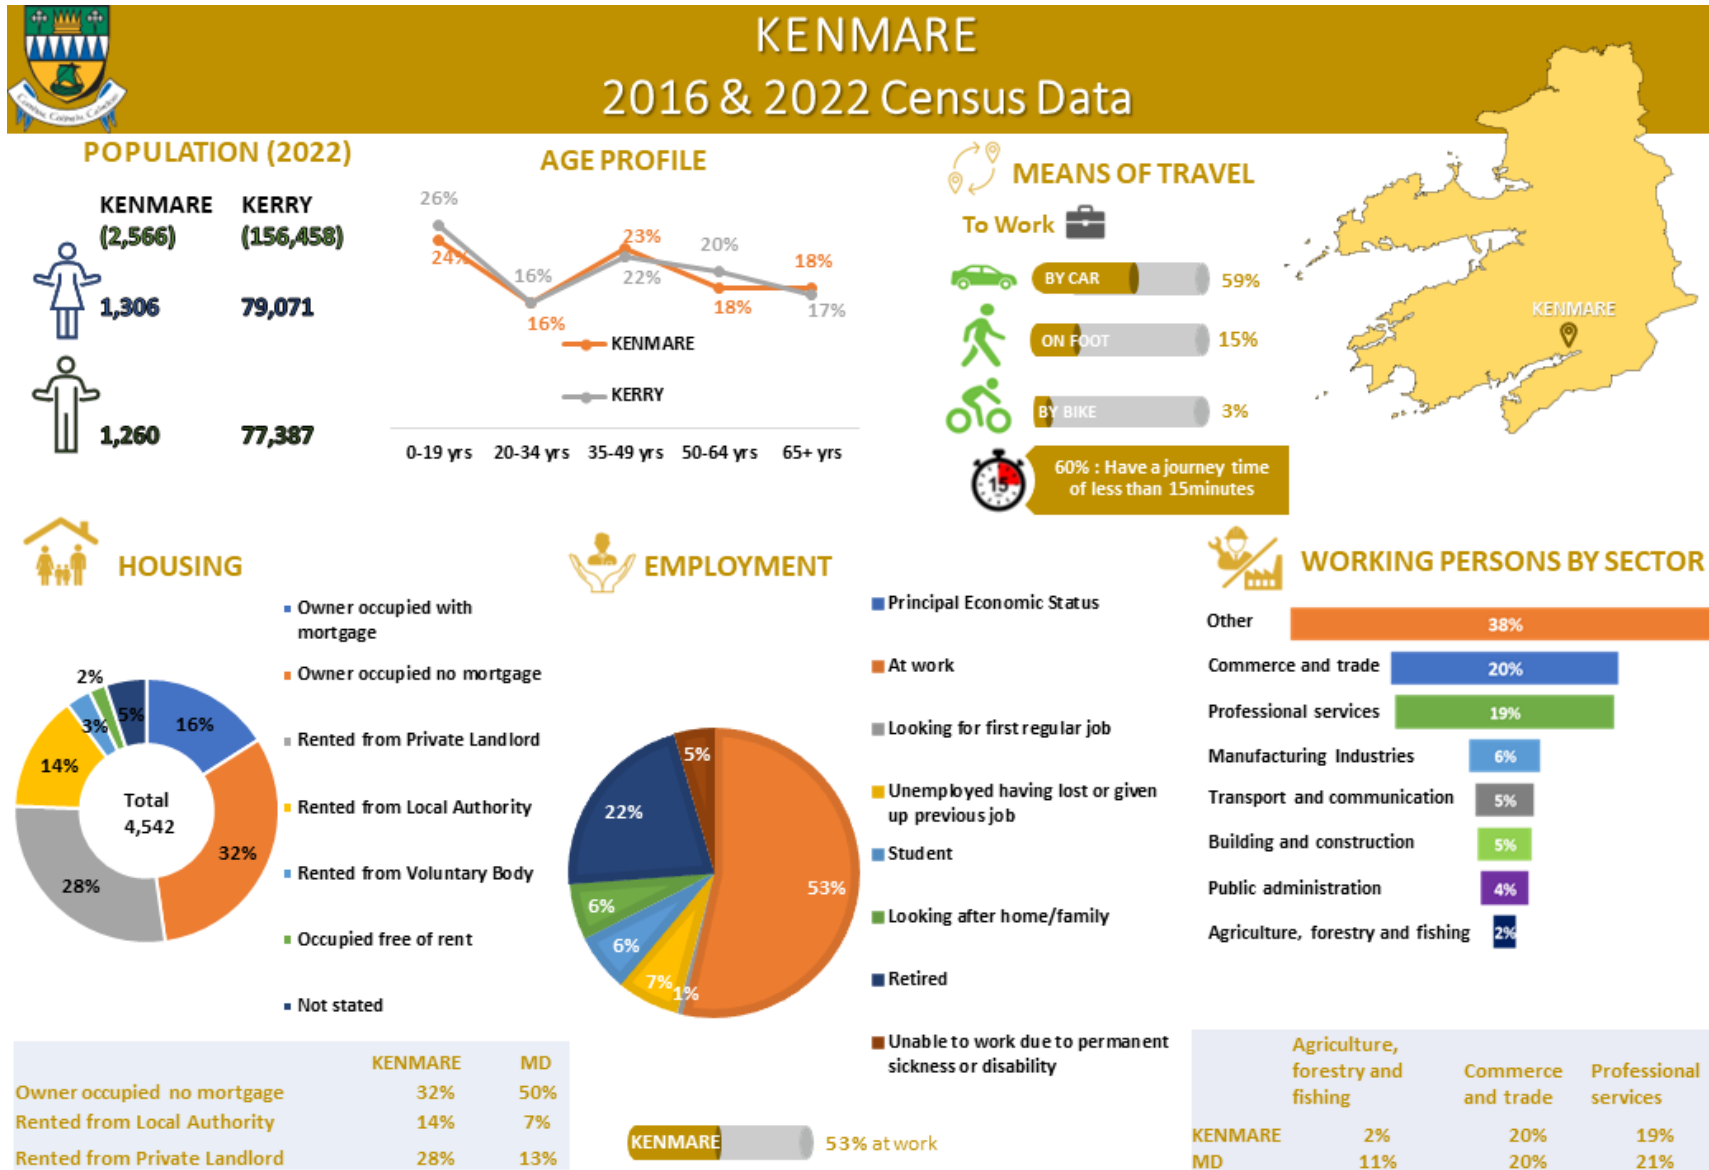 KENMARE
2016 & 2022 Census Data
POPULATION (2022)
KENMARE KERRY
(2,566) (156,458)
1,306 79,071
1,260 77,387
AGE PROFILE
26%
24%
16%
16%
23%
22%
20%
18%
18%
17%
KENMARE
KERRY
0-19 yrs 20-34 yrs 35-49 yrs 50-64 yrs 65+ yrs
MEANS OF TRAVEL
To Work
BY CAR 59%
ON FOOT 15%
BY BIKE 3%
15
60% : Have a journey time
of less than 15minutes
KENMARE
HOUSING
2%
3%
5%
16%
14%
32%
28%
Total
4,542
Owner occupied with
mortgage
Owner occupied no mortgage
Rented from Private Landlord
Rented from Local Authority
Rented from Voluntary Body
Occupied free of rent
Not stated
KENMARE MD
Owner occupied no mortgage 32% 50%
Rented from Local Authority 14% 7%
Rented from Private Landlord 28% 13%
EMPLOYMENT
5%
22%
53%
6%
6%
7%
1%
Principal Economic Status
At work
Looking for first regular job
Unemployed having lost or given
up previous job
Student
Looking after home/family
Retired
Unable to work due to permanent
sickness or disability
KENMARE 53% at work
WORKING PERSONS BY SECTOR
Other 38%
Commerce and trade 20%
Professional services 19%
Manufacturing Industries 6%
Transport and communication 5%
Building and construction 5%
Public administration 4%
Agriculture, forestry and fishing 2%
Agriculture,
forestry and Commerce Professional
fishing and trade services
KENMARE 2% 20% 19%
MD 11% 20% 21%